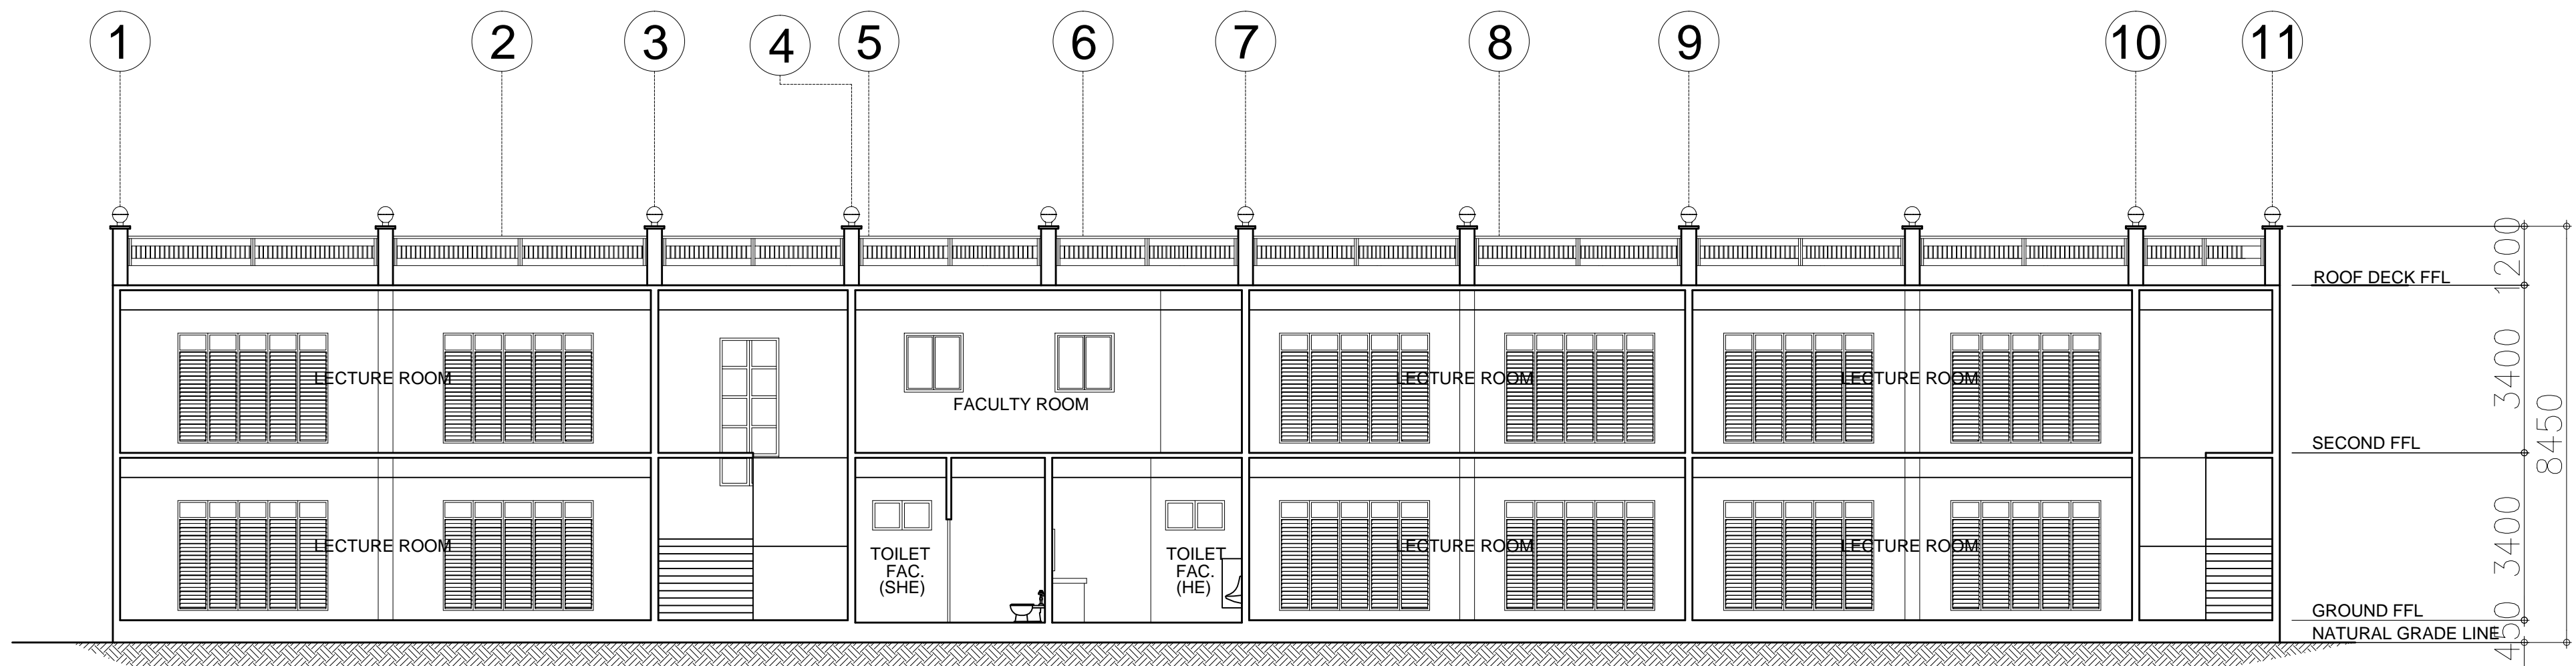 1 2 3 4 5 6 7 8 9 10 11
1200
ROOF DECK FFL
3400
LECTURE ROOM LECTURE ROOM LECTURE ROOM
FACULTY ROOM
8450
SECOND FFL
3400
LECTURE ROOM LECTURE ROOM LECTURE ROOM
TOILET
FAC.
(SHE)
TOILET
FAC.
(HE)
GROUND FFL
450
NATURAL GRADE LINE